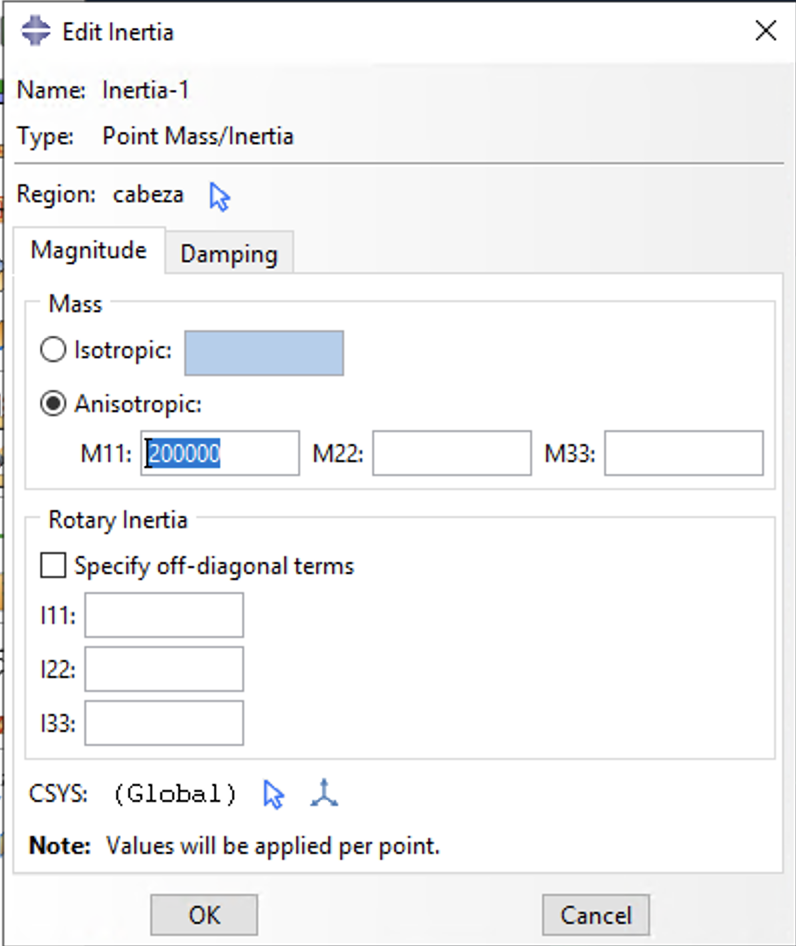 Edit Inertia
Name: Inertia-1
Type: Point Mass/Inertia
Region: cabeza
Magnitude Damping
Mass
Isotropic:
Anisotropic:
M11: 200000 M22: M33:
Rotary Inertia
Specify off-diagonal terms
I11:
I22:
I33:
CSYS: (Global)
Note: Values will be applied per point.
OK Cancel